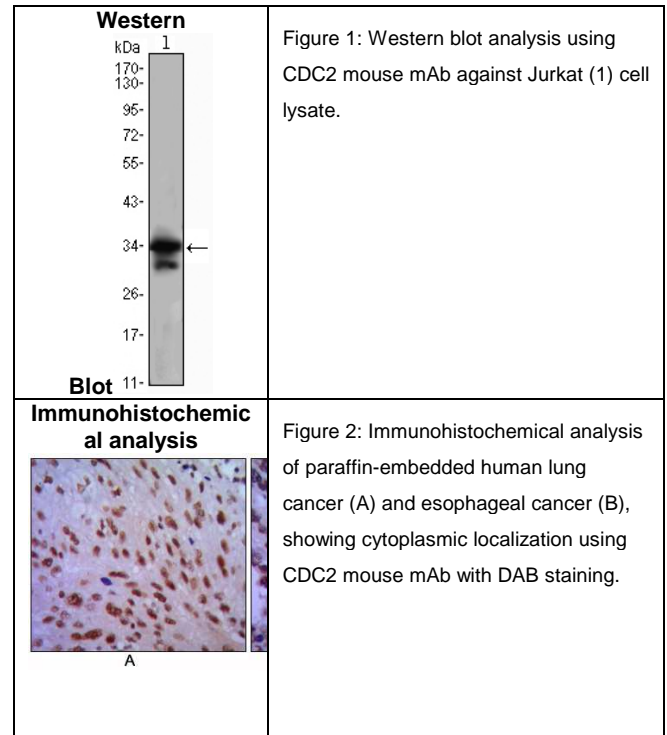 Western
kDa 1
170-
130-
95-
72-
55-
43-
34- ←
26-
17-
11-
Blot
Figure 1: Western blot analysis using
CDC2 mouse mAb against Jurkat (1) cell
lysate.
Immunohistochemic
al analysis
A
Figure 2: Immunohistochemical analysis
of paraffin-embedded human lung
cancer (A) and esophageal cancer (B),
showing cytoplasmic localization using
CDC2 mouse mAb with DAB staining.